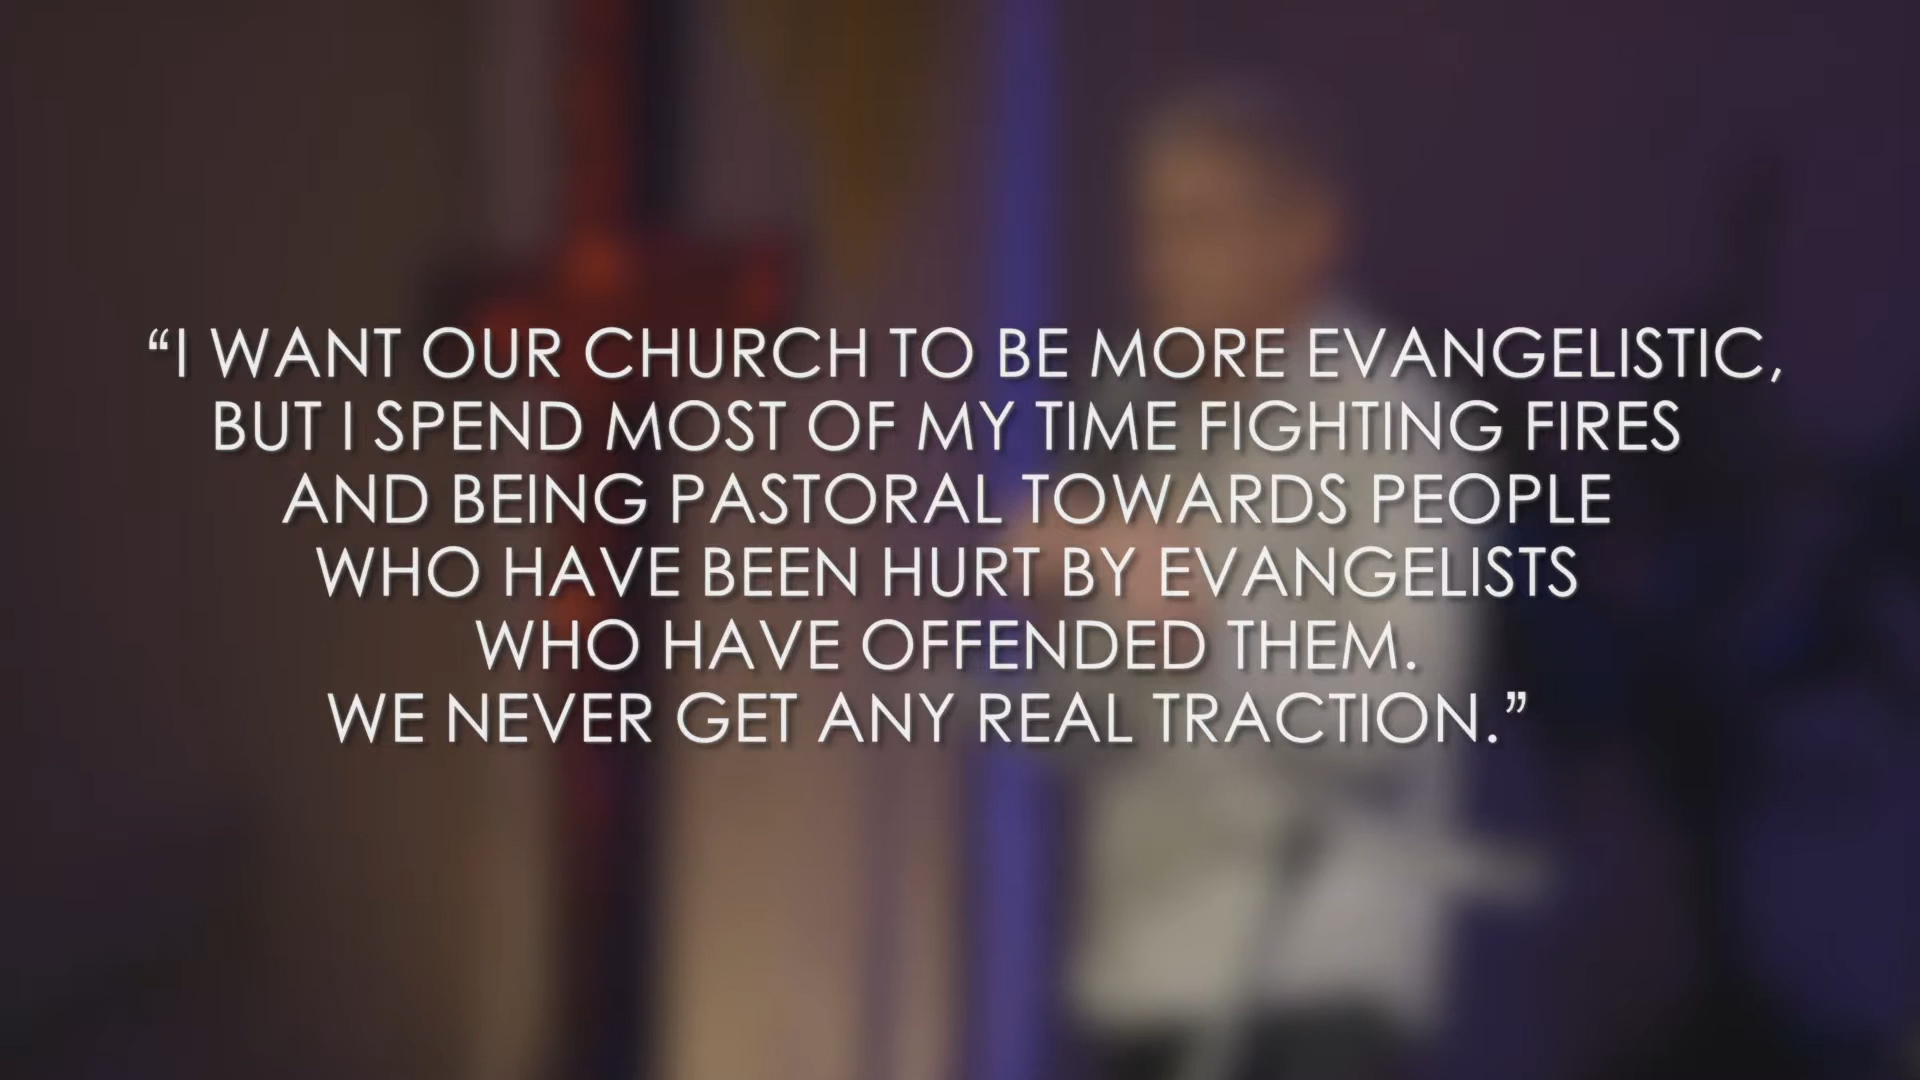 “I WANT OUR CHURCH TO BE MORE EVANGELISTIC,
BUT I SPEND MOST OF MY TIME FIGHTING FIRES
AND BEING PASTORAL TOWARDS PEOPLE
WHO HAVE BEEN HURT BY EVANGELISTS
WHO HAVE OFFENDED THEM.
WE NEVER GET ANY REAL TRACTION.”